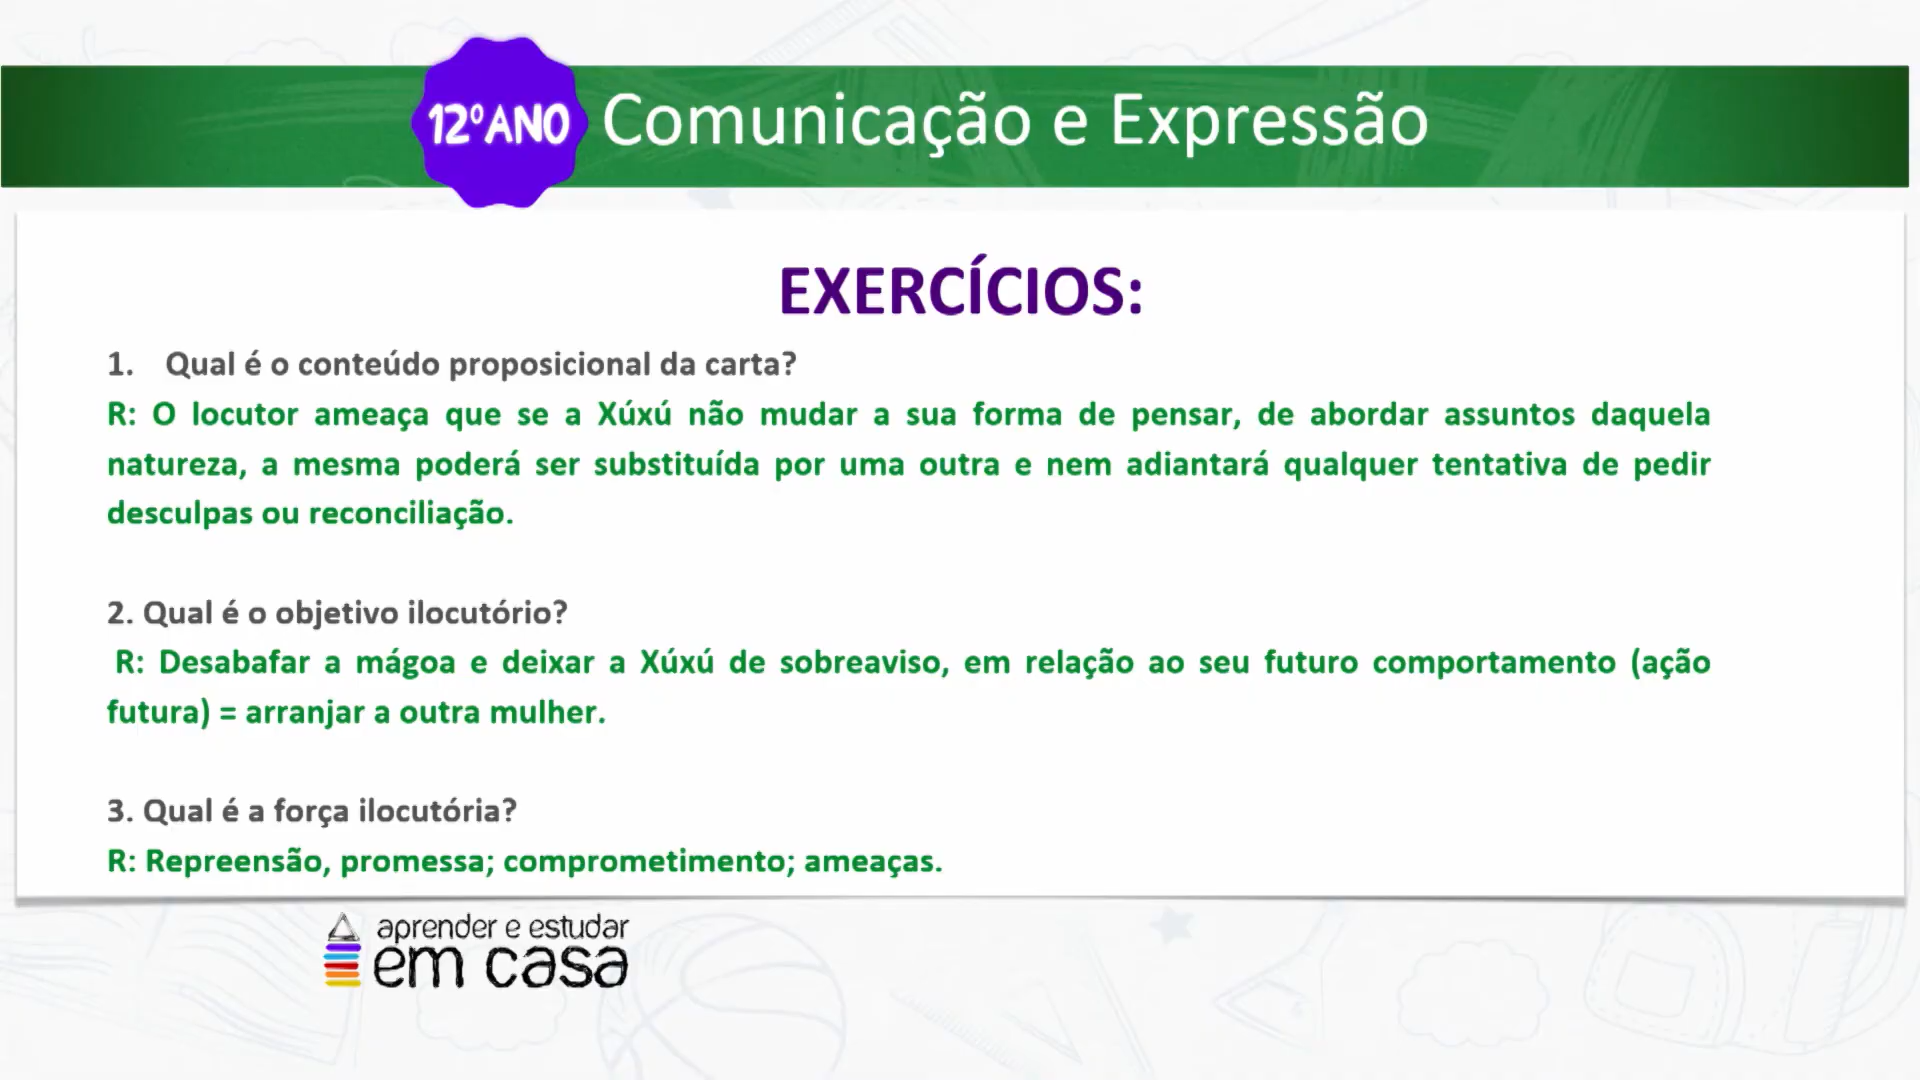 12ºANO Comunicação e Expressão
EXERCÍCIOS:
1. Qual é o conteúdo proposicional da carta?
R: O locutor ameaça que se a Xúxú não mudar a sua forma de pensar, de abordar assuntos daquela
natureza, a mesma poderá ser substituída por uma outra e nem adiantará qualquer tentativa de pedir
desculpas ou reconciliação.
2. Qual é o objetivo ilocutório?
R: Desabafar a mágoa e deixar a Xúxú de sobreaviso, em relação ao seu futuro comportamento (ação
futura) = arranjar a outra mulher.
3. Qual é a força ilocutória?
R: Repreensão, promessa; comprometimento; ameaças.
aprender e estudar
em casa